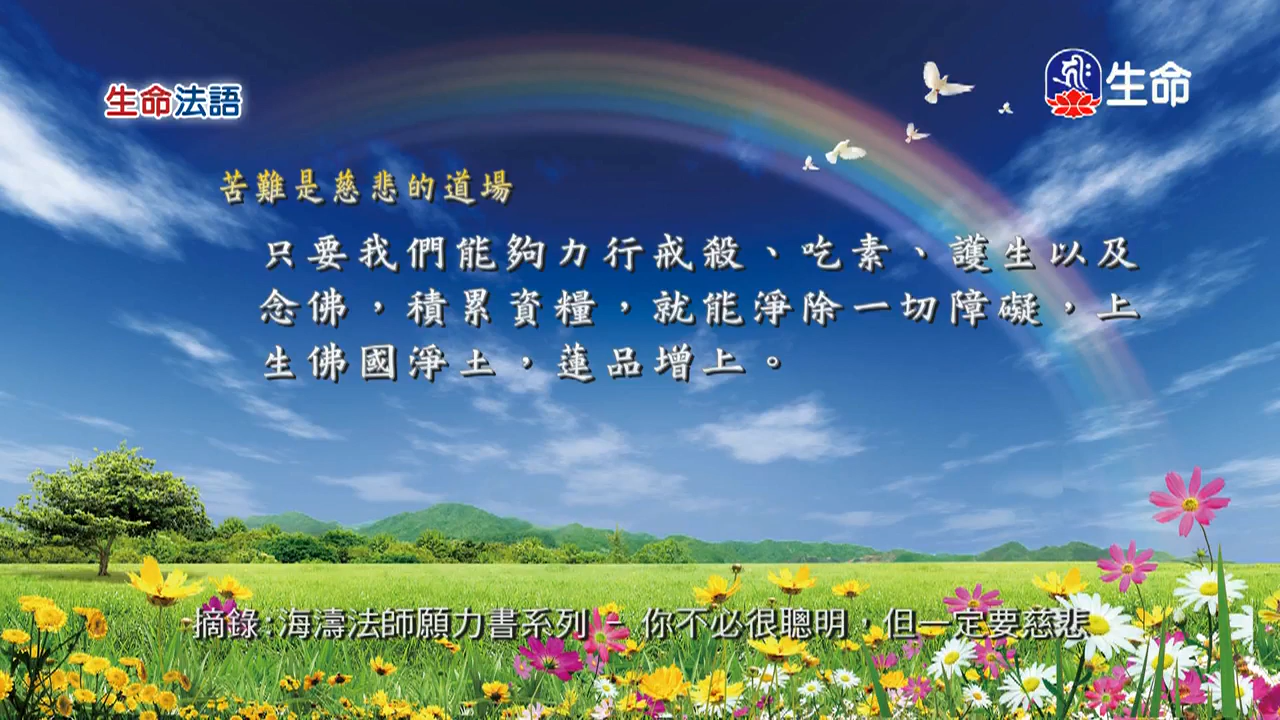 生命法語
生命
苦難是慈悲的道場
只要我們能夠力行戒殺、吃素、護生以及
念佛，積累資糧，就能淨除一切障礙，上
生佛國淨土，蓮品增上。
摘錄:海濤法師願力書系列 - 你不必很聰明，但一定要慈悲